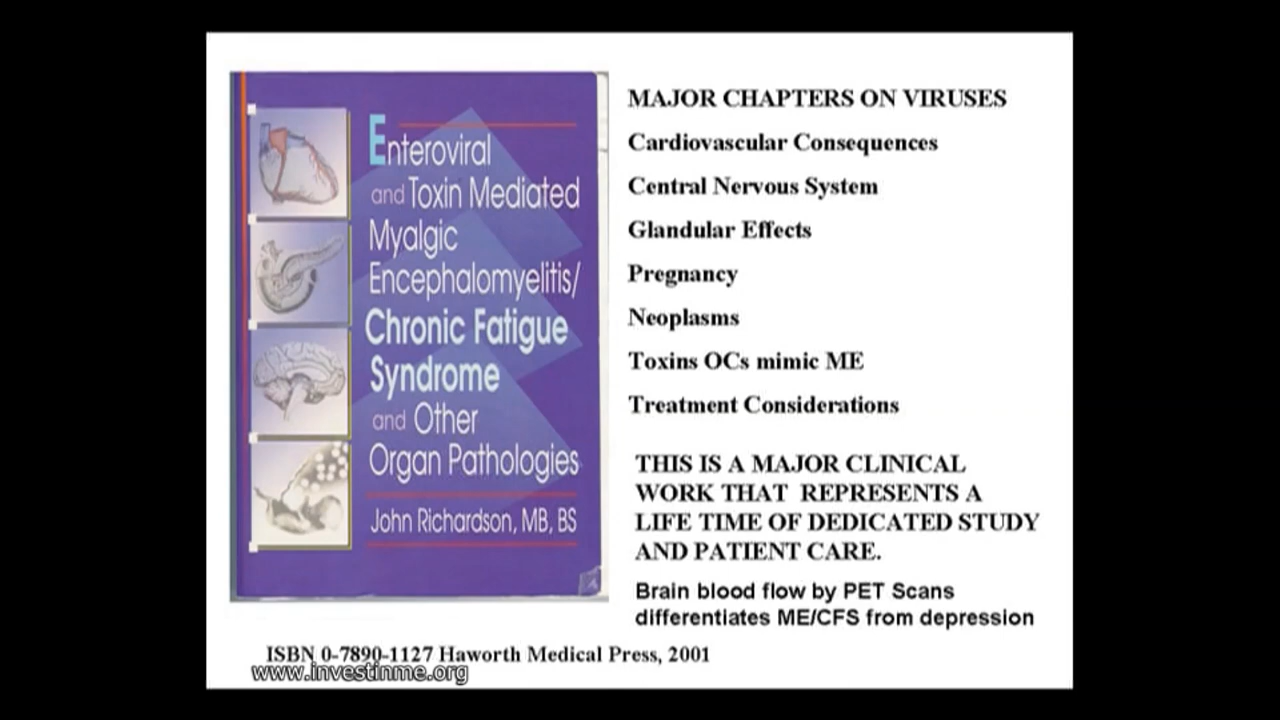 Enteroviral
and Toxin Mediated
Myalgic
Encephalomyelitis/
Chronic Fatigue
Syndrome
and Other
Organ Pathologies
John Richardson, MB, BS
MAJOR CHAPTERS ON VIRUSES
Cardiovascular Consequences
Central Nervous System
Glandular Effects
Pregnancy
Neoplasms
Toxins OCs mimic ME
Treatment Considerations
THIS IS A MAJOR CLINICAL
WORK THAT REPRESENTS A
LIFE TIME OF DEDICATED STUDY
AND PATIENT CARE.
Brain blood flow by PET Scans
differentiates ME/CFS from depression
ISBN 0-7890-1127 Haworth Medical Press, 2001
www.investinme.org